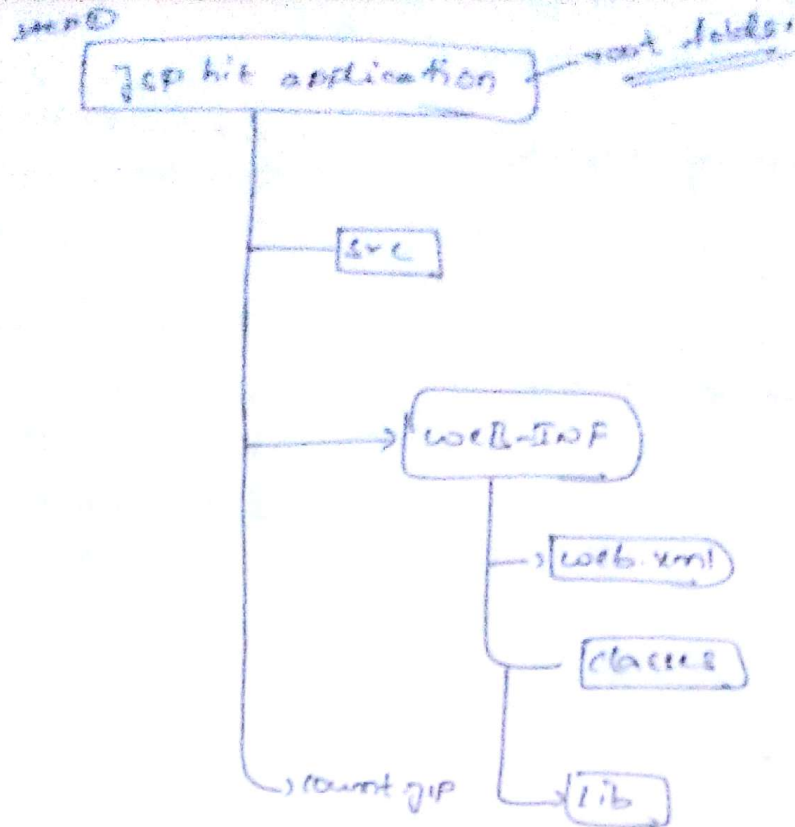 Jsp hit application
root folder
src
WEB-INF
web.xml
classes
count.jsp
lib